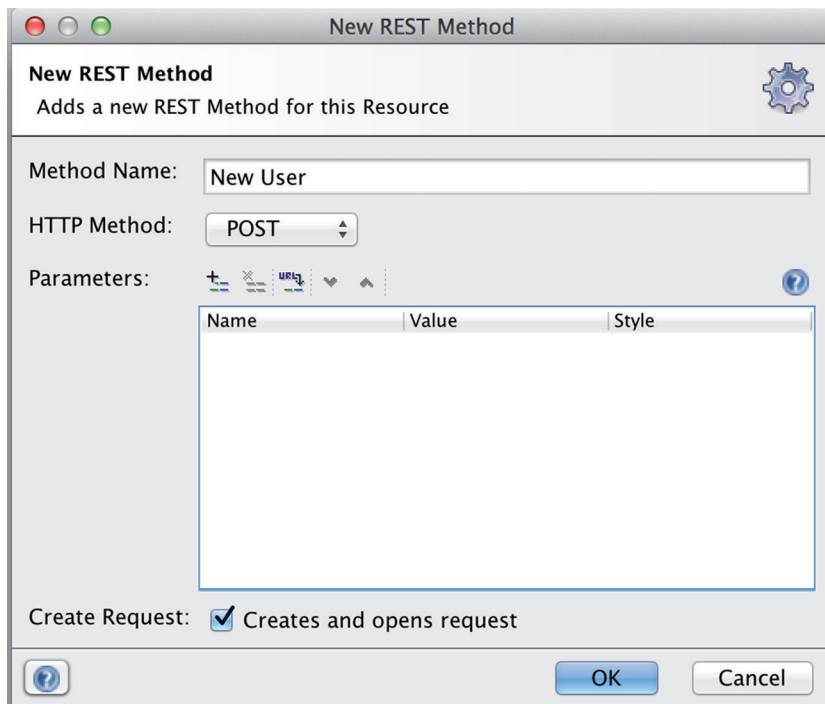 New REST Method
New REST Method
Adds a new REST Method for this Resource
Method Name: New User
HTTP Method: POST
Parameters: URL
Name Value Style
Create Request: Creates and opens request
OK Cancel